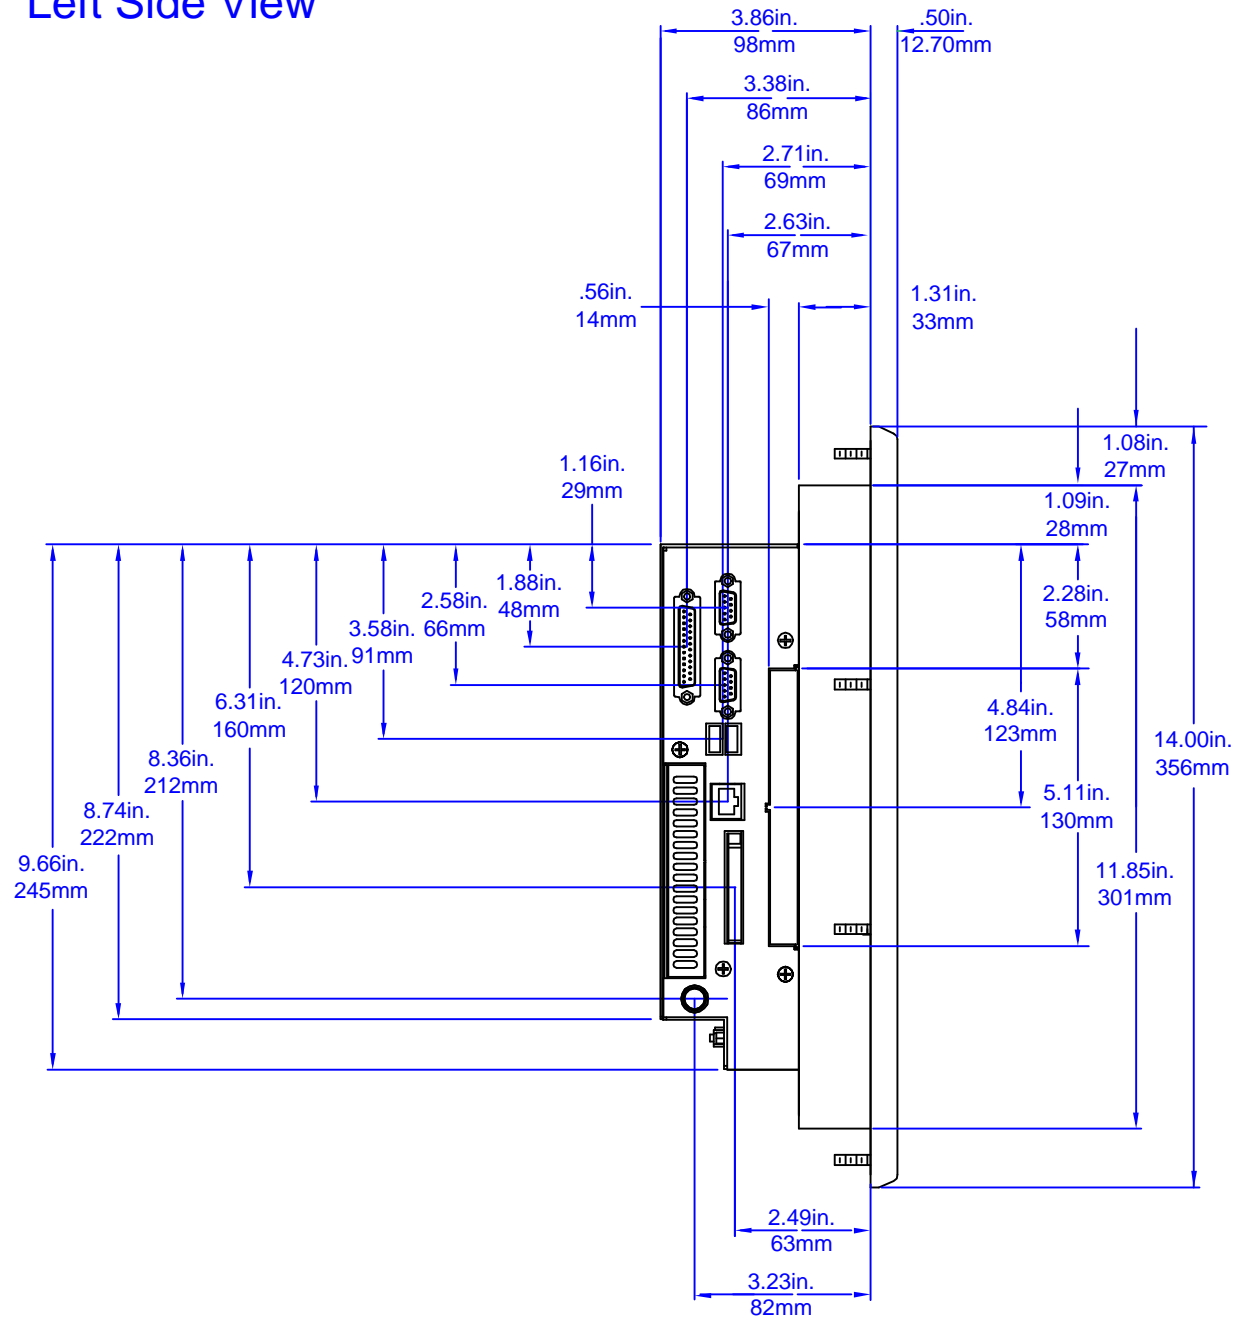 Left Side View
3.86in.
98mm
.50in.
12.70mm
3.38in.
86mm
2.71in.
69mm
2.63in.
67mm
.56in.
14mm
1.31in.
33mm
1.08in.
27mm
1.16in.
29mm
1.09in.
28mm
1.88in.
48mm
2.58in.
66mm
3.58in.
91mm
4.73in.
120mm
6.31in.
160mm
8.36in.
212mm
8.74in.
222mm
9.66in.
245mm
2.28in.
58mm
4.84in.
123mm
14.00in.
356mm
5.11in.
130mm
11.85in.
301mm
2.49in.
63mm
3.23in.
82mm